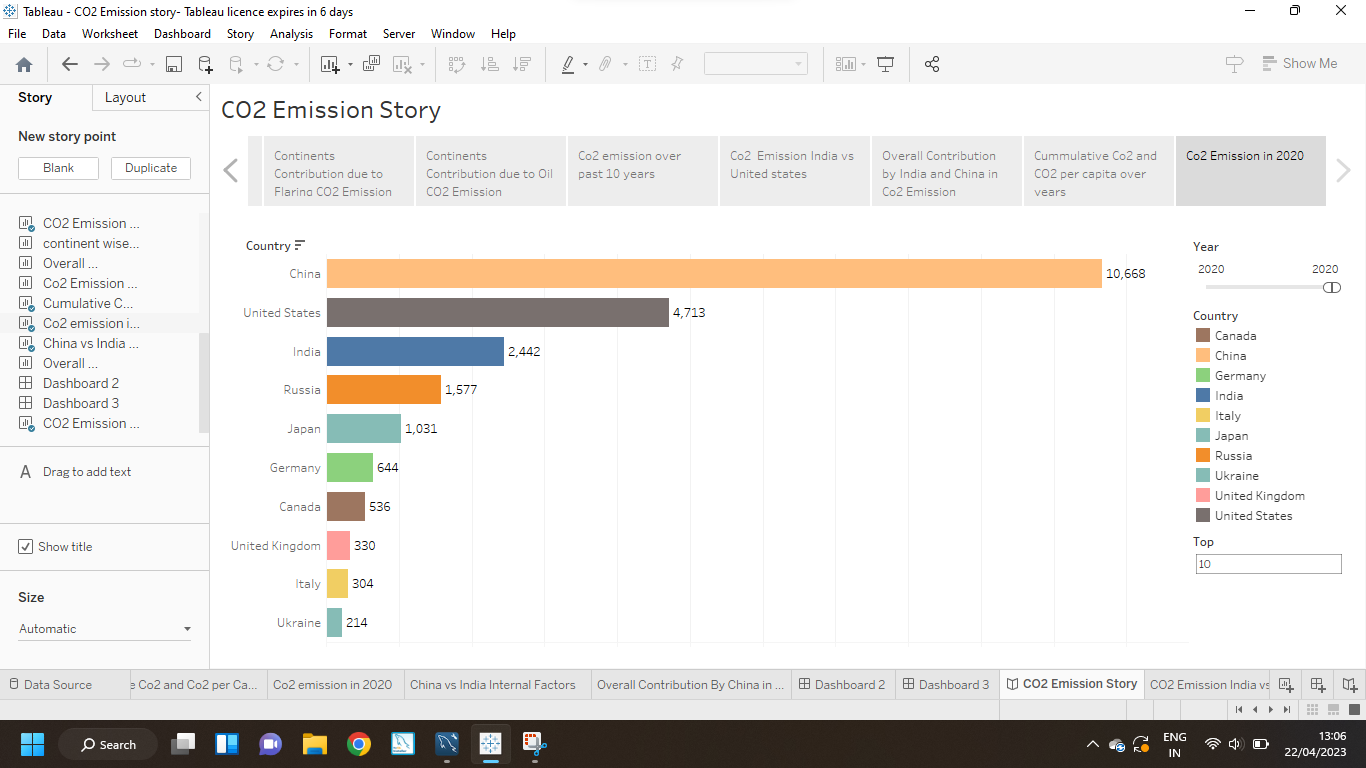 Tableau - CO2 Emission story- Tableau licence expires in 6 days
File Data Worksheet Dashboard Story Analysis Format Server Window Help
Show Me
Story Layout
New story point
Blank Duplicate
CO2 Emission ...
continent wise...
Overall ...
Co2 Emission ...
Cumulative C...
Co2 emission i...
China vs India ...
Overall ...
Dashboard 2
Dashboard 3
CO2 Emission ...
A Drag to add text
Show title
Size
Automatic
CO2 Emission Story
Continents
Contribution due to
Flaring CO2 Emission
Continents
Contribution due to Oil
CO2 Emission
Co2 emission over
past 10 years
Co2 Emission India vs
United states
Overall Contribution
by India and China in
Co2 Emission
Cummulative Co2 and
CO2 per capita over
years
Co2 Emission in 2020
Country
China 10,668
United States 4,713
India 2,442
Russia 1,577
Japan 1,031
Germany 644
Canada 536
United Kingdom 330
Italy 304
Ukraine 214
Year
2020 2020
Country
Canada
China
Germany
India
Italy
Japan
Russia
Ukraine
United Kingdom
United States
Top
10
Data Source e Co2 and Co2 per Ca... Co2 emission in 2020 China vs India Internal Factors Overall Contribution By China in ... Dashboard 2 Dashboard 3 CO2 Emission Story CO2 Emission India vs
Search
ENG
IN
13:06
22/04/2023